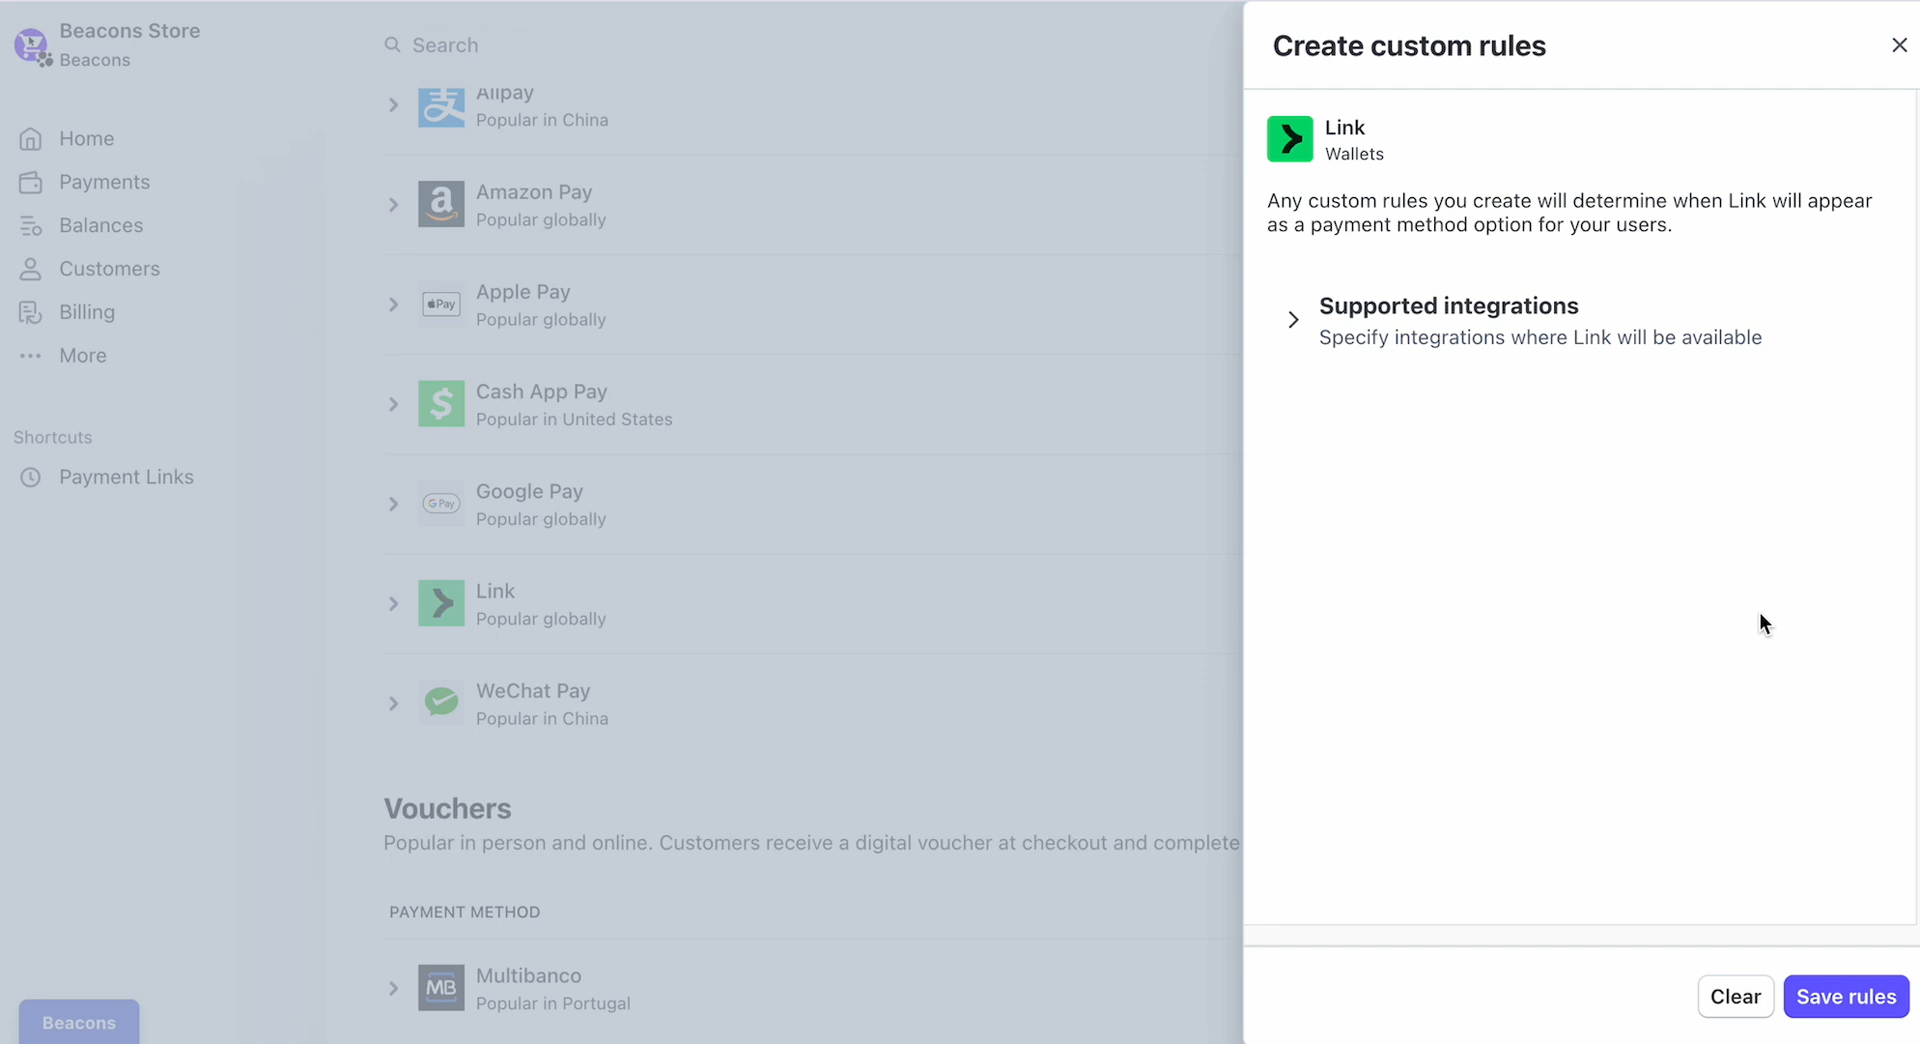 Beacons Store
Beacons
Home
Payments
Balances
Customers
Billing
More
Shortcuts
Payment Links
Beacons
Search
Alipay
Popular in China
Amazon Pay
Popular globally
Pay
Apple Pay
Popular globally
Cash App Pay
Popular in United States
G Pay
Google Pay
Popular globally
Link
Popular globally
WeChat Pay
Popular in China
Vouchers
Popular in person and online. Customers receive a digital voucher at checkout and complete
PAYMENT METHOD
MB
Multibanco
Popular in Portugal
Create custom rules
Link
Wallets
Any custom rules you create will determine when Link will appear
as a payment method option for your users.
Supported integrations
Specify integrations where Link will be available
Clear
Save rules